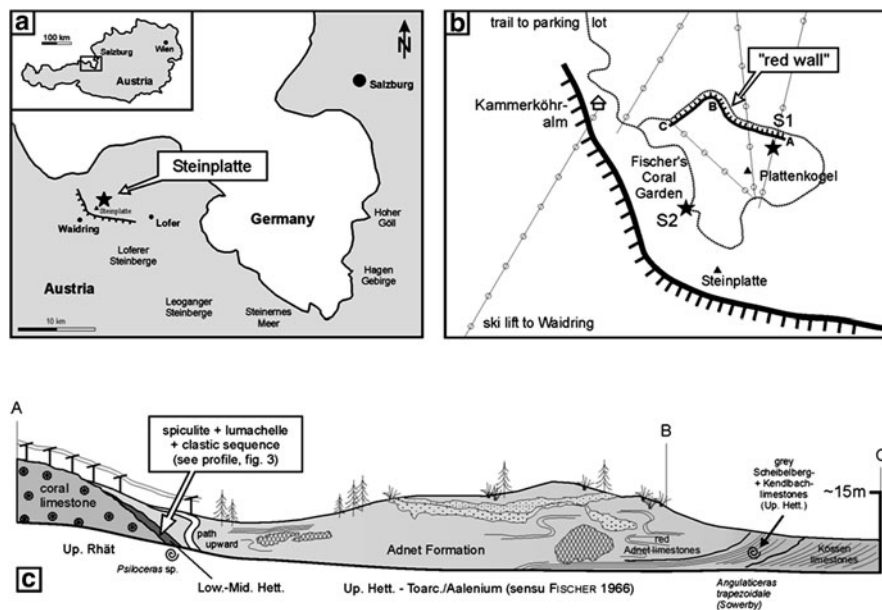 a
100 km
Salzburg
Wien
Austria
N
Salzburg
Steinplatte
Steinplatte
Waidring
Lofer
Germany
Loferer
Steinberge
Hoher
Göll
Hagen
Gebirge
Austria
Leoganger
Steinberge
Steinernes
Meer
10 km
b
trail to parking lot
"red wall"
Kammerköhr-
alm
S1
A
B
C
Fischer's
Coral
Garden
Plattenkogel
S2
Steinplatte
ski lift to Waidring
A
B
C
spiculite + lumachelle
+ clastic sequence
(see profile, fig. 3)
coral
limestone
path
upward
Up. Rhät
Psiloceras sp.
Low.-Mid. Hett.
Adnet Formation
red
Adnet-limestones
grey
Scheibelberg-
+ Kendlbach-
limestones
(Up. Hett.)
~15m
Kössen
limestones
Up. Hett. - Toarc./Aalenium (sensu FISCHER 1966)
Angulaticeras
trapezoidale
(Sowerby)
c